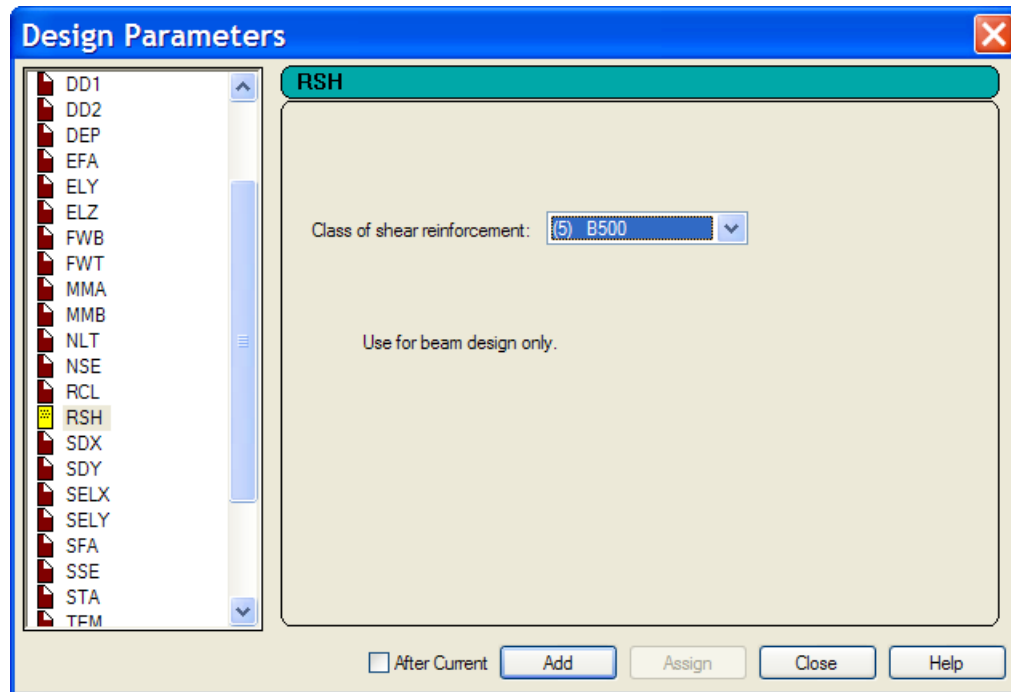 Design Parameters
DD1
DD2
DEP
EFA
ELY
ELZ
FWB
FWT
MMA
MMB
NLT
NSE
RCL
RSH
SDX
SDY
SELX
SELY
SFA
SSE
STA
TEM
RSH
Class of shear reinforcement: (5) B500
Use for beam design only.
After Current Add Assign Close Help